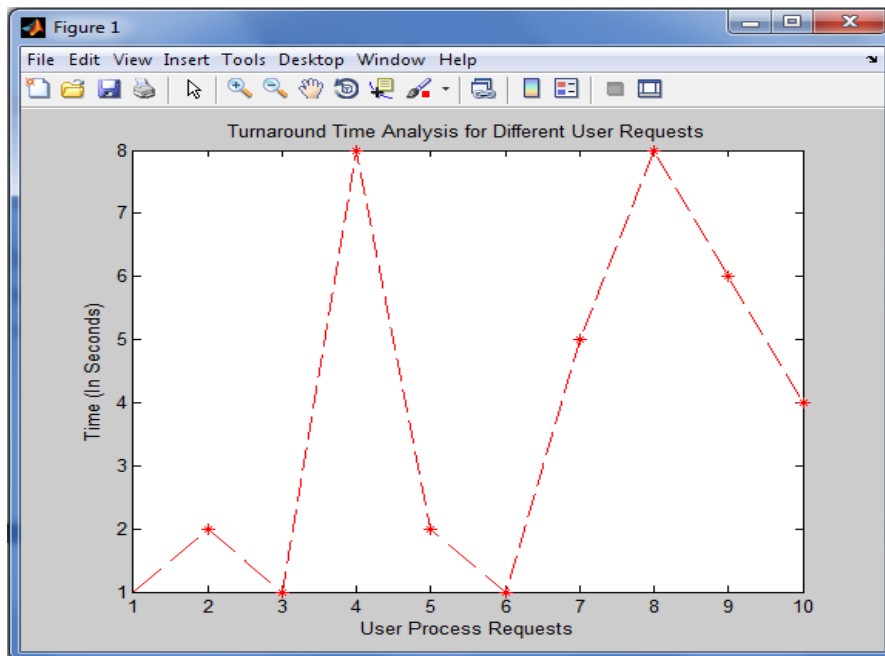 Figure 1
File Edit View Insert Tools Desktop Window Help
Turnaround Time Analysis for Different User Requests
8
7
6
5
4
3
2
1
Time (In Seconds)
1 2 3 4 5 6 7 8 9 10
User Process Requests